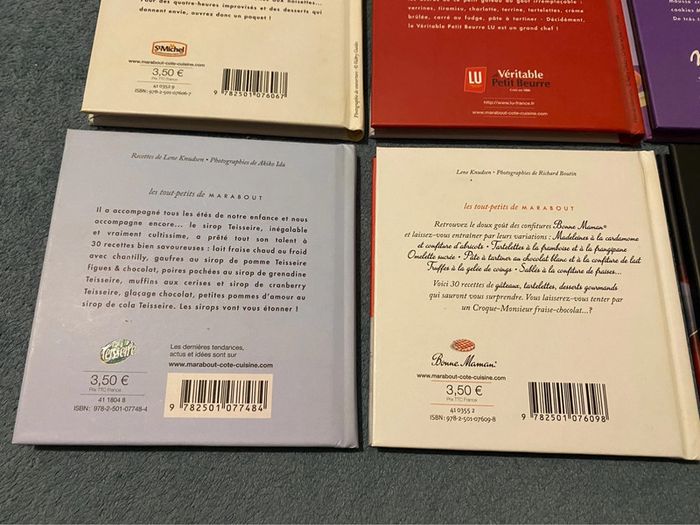 Pour des quatre-heures improvisés et des desserts qui
donnent envie, ouvrez donc un paquet !
St Michel
www.marabout-cote-cuisine.com
3,50 €
Prix TTC France
41 0352 9
ISBN : 978-2-501-07606-7
9 782501 076067
verrines, tiramisu, charlotte, terrine, tartelettes, crème
brûlée, carré au fudge, pâte à tartiner - Décidément,
le Véritable Petit Beurre LU est un grand chef !
LU
Véritable
Petit Beurre
http://www.lu-france.fr
www.marabout-cote-cuisine.com
Recettes de Lene Knudsen • Photographies de Akiko Ida
les tout-petits de MARABOUT
Il a accompagné tous les étés de notre enfance et nous
accompagne encore... le sirop Teisseire, inégalable
et vraiment cultissime, a prêté tout son talent à
30 recettes bien savoureuses : lait fraise chaud ou froid
avec chantilly, gaufres au sirop de pomme Teisseire
figues & chocolat, poires pochées au sirop de grenadine
Teisseire, muffins aux cerises et sirop de cranberry
Teisseire, glaçage chocolat, petites pommes d'amour au
sirop de cola Teisseire. Les sirops vont vous étonner !
Teisseire
Les dernières tendances,
actus et idées sont sur
www.marabout-cote-cuisine.com
3,50 €
Prix TTC France
41 1804 8
ISBN : 978-2-501-07748-4
9 782501 077484
Lene Knudsen • Photographies de Richard Boutin
les tout-petits de MARABOUT
Retrouvez le doux goût des confitures Bonne Maman®
et laissez-vous entraîner par leurs variations : Madeleines à la cardamome
et confiture d'abricots • Tartelettes à la framboise et à la frangipane
Omelette sucrée • Pâte à tartiner au chocolat blanc et à la confiture de lait
Truffes à la gelée de coings • Sablés à la confiture de fraises...
Voici 30 recettes de gâteaux, tartelettes, desserts gourmands
qui sauront vous surprendre. Vous laisserez-vous tenter par
un Croque-Monsieur fraise-chocolat...?
Bonne Maman®
www.marabout-cote-cuisine.com
3,50 €
Prix TTC France
41 0355 2
ISBN : 978-2-501-07609-8
9 782501 076098